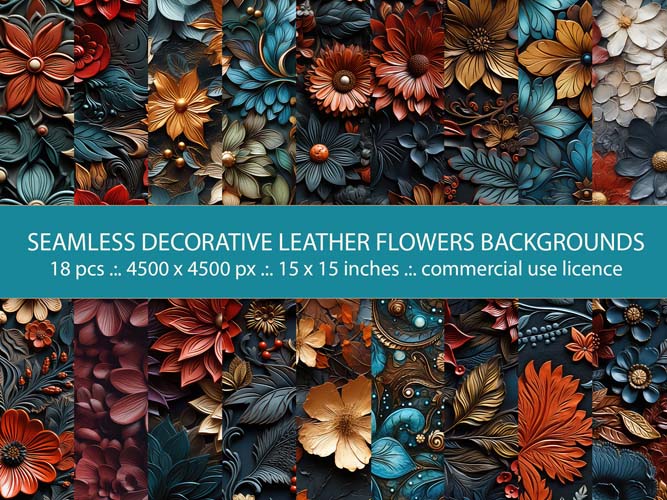 SEAMLESS DECORATIVE LEATHER FLOWERS BACKGROUNDS
18 pcs .:. 4500 x 4500 px .:. 15 x 15 inches .:. commercial use licence